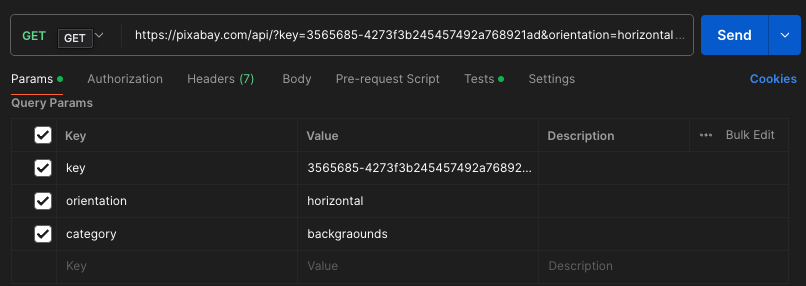 GET GET https://pixabay.com/api/?key=3565685-4273f3b245457492a768921ad&orientation=horizontal... Send
Params Authorization Headers (7) Body Pre-request Script Tests Settings Cookies
Query Params
Key Value Description ••• Bulk Edit
key 3565685-4273f3b245457492a76892...
orientation horizontal
category backgraounds
Key Value Description